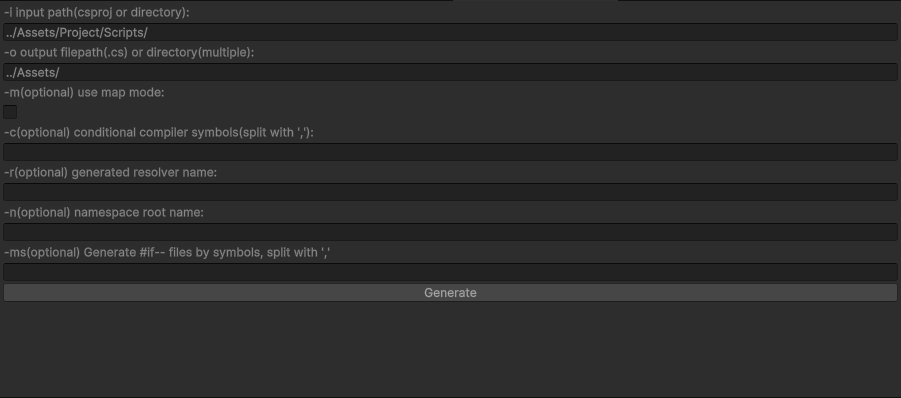 -i input path(csproj or directory):
../Assets/Project/Scripts/
-o output filepath(.cs) or directory(multiple):
../Assets/
-m(optional) use map mode:
-c(optional) conditional compiler symbols(split with ','):
-r(optional) generated resolver name:
-n(optional) namespace root name:
-ms(optional) Generate #if-- files by symbols, split with ','
Generate